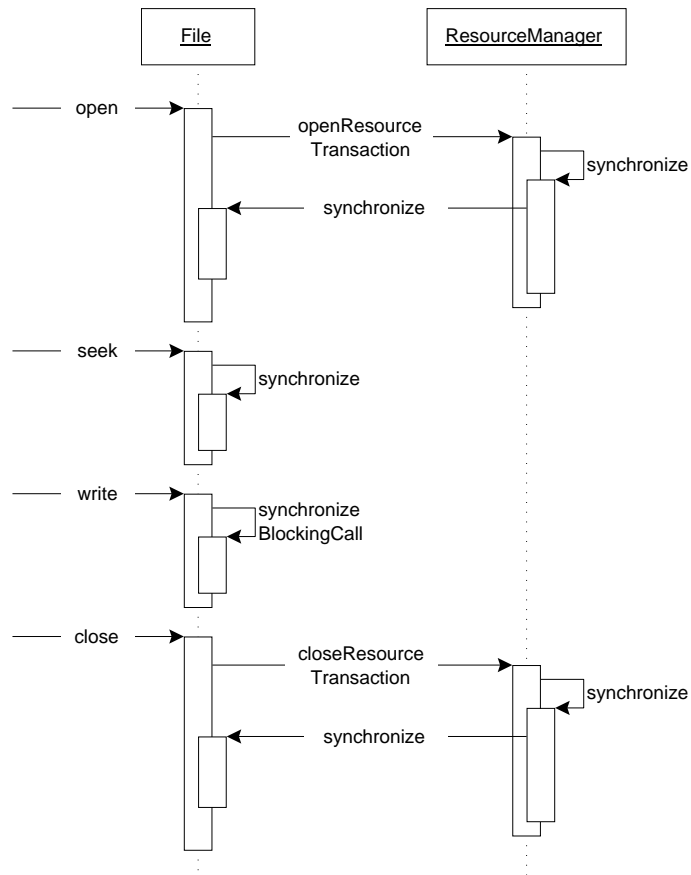 File
ResourceManager
open
openResource
Transaction
synchronize
synchronize
seek
synchronize
write
synchronize
BlockingCall
close
closeResource
Transaction
synchronize
synchronize